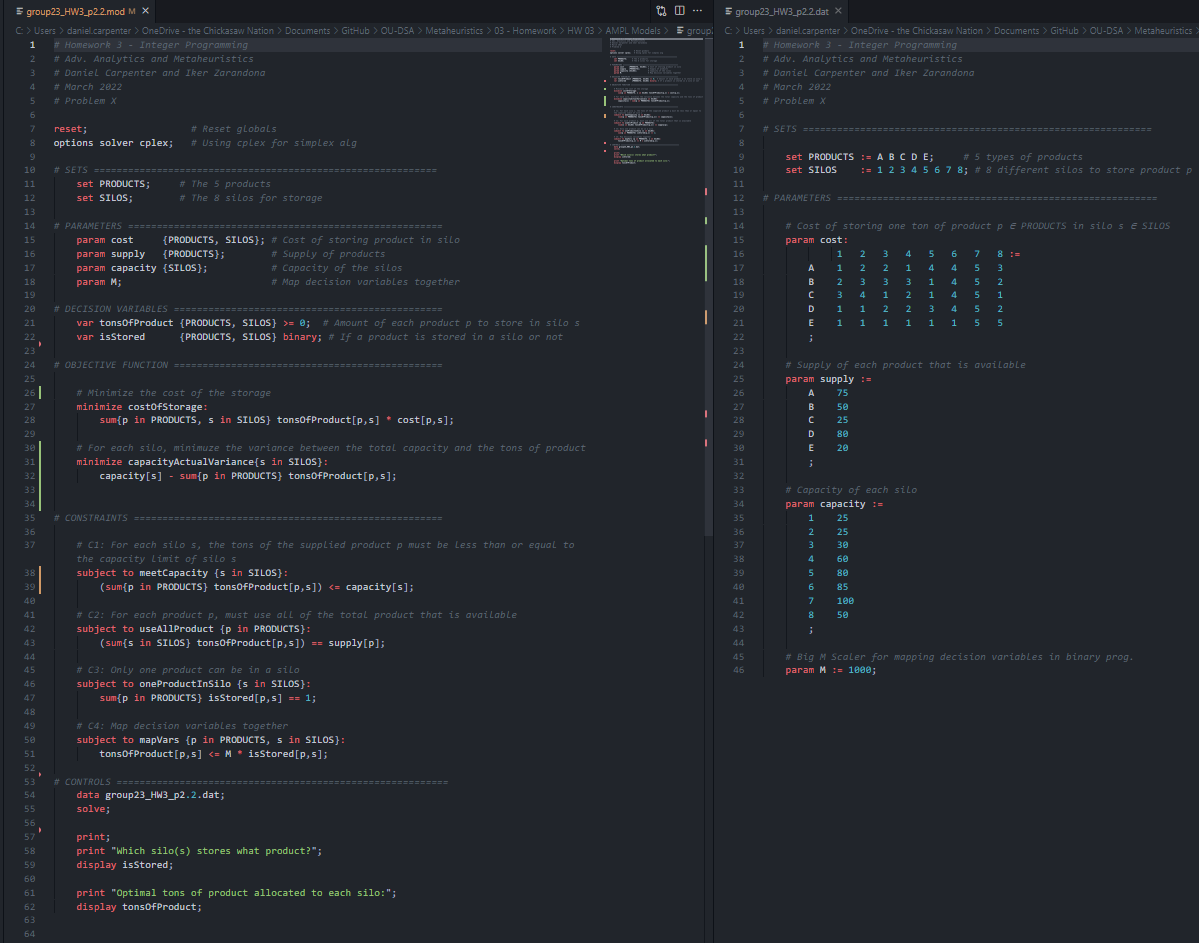 group23_HW3_p2.2.mod M
C: > Users > daniel.carpenter > OneDrive - the Chickasaw Nation > Documents > GitHub > OU-DSA > Metaheuristics > 03 - Homework > HW 03 > AMPL Models > group
1 # Homework 3 - Integer Programming
2 # Adv. Analytics and Metaheuristics
3 # Daniel Carpenter and Iker Zarandona
4 # March 2022
5 # Problem X
6
7 reset; # Reset globals
8 options solver cplex; # Using cplex for simplex alg
9
10 # SETS ============================================================
11 set PRODUCTS; # The 5 products
12 set SILOS; # The 8 silos for storage
13
14 # PARAMETERS =======================================================
15 param cost {PRODUCTS, SILOS}; # Cost of storing product in silo
16 param supply {PRODUCTS}; # Supply of products
17 param capacity {SILOS}; # Capacity of the silos
18 param M; # Map decision variables together
19
20 # DECISION VARIABLES ===============================================
21 var tonsOfProduct {PRODUCTS, SILOS} >= 0; # Amount of each product p to store in silo s
22 var isStored {PRODUCTS, SILOS} binary; # If a product is stored in a silo or not
23
24 # OBJECTIVE FUNCTION ===============================================
25
26 # Minimize the cost of the storage
27 minimize costOfStorage:
28 sum{p in PRODUCTS, s in SILOS} tonsOfProduct[p,s] * cost[p,s];
29
30 # For each silo, minimuze the variance between the total capacity and the tons of product
31 minimize capacityActualVariance{s in SILOS}:
32 capacity[s] - sum{p in PRODUCTS} tonsOfProduct[p,s];
33
34
35 # CONSTRAINTS ======================================================
36
37 # C1: For each silo s, the tons of the supplied product p must be less than or equal to
the capacity limit of silo s
38 subject to meetCapacity {s in SILOS}:
39 (sum{p in PRODUCTS} tonsOfProduct[p,s]) <= capacity[s];
40
41 # C2: For each product p, must use all of the total product that is available
42 subject to useAllProduct {p in PRODUCTS}:
43 (sum{s in SILOS} tonsOfProduct[p,s]) == supply[p];
44
45 # C3: Only one product can be in a silo
46 subject to oneProductInSilo {s in SILOS}:
47 sum{p in PRODUCTS} isStored[p,s] == 1;
48
49 # C4: Map decision variables together
50 subject to mapVars {p in PRODUCTS, s in SILOS}:
51 tonsOfProduct[p,s] <= M * isStored[p,s];
52
53 # CONTROLS ==========================================================
54 data group23_HW3_p2.2.dat;
55 solve;
56
57 print;
58 print "Which silo(s) stores what product?";
59 display isStored;
60
61 print "Optimal tons of product allocated to each silo:";
62 display tonsOfProduct;
63
64
group23_HW3_p2.2.dat
C: > Users > daniel.carpenter > OneDrive - the Chickasaw Nation > Documents > GitHub > OU-DSA > Metaheuristics >
1 # Homework 3 - Integer Programming
2 # Adv. Analytics and Metaheuristics
3 # Daniel Carpenter and Iker Zarandona
4 # March 2022
5 # Problem X
6
7 # SETS =============================================================
8
9 set PRODUCTS := A B C D E; # 5 types of products
10 set SILOS := 1 2 3 4 5 6 7 8; # 8 different silos to store product p
11
12 # PARAMETERS ========================================================
13
14 # Cost of storing one ton of product p ∈ PRODUCTS in silo s ∈ SILOS
15 param cost:
16 1 2 3 4 5 6 7 8 :=
17 A 1 2 2 1 4 4 5 3
18 B 2 3 3 3 1 4 5 2
19 C 3 4 1 2 1 4 5 1
20 D 1 1 2 2 3 4 5 2
21 E 1 1 1 1 1 1 5 5
22 ;
23
24 # Supply of each product that is available
25 param supply :=
26 A 75
27 B 50
28 C 25
29 D 80
30 E 20
31 ;
32
33 # Capacity of each silo
34 param capacity :=
35 1 25
36 2 25
37 3 30
38 4 60
39 5 80
40 6 85
41 7 100
42 8 50
43 ;
44
45 # Big M Scaler for mapping decision variables in binary prog.
46 param M := 1000;